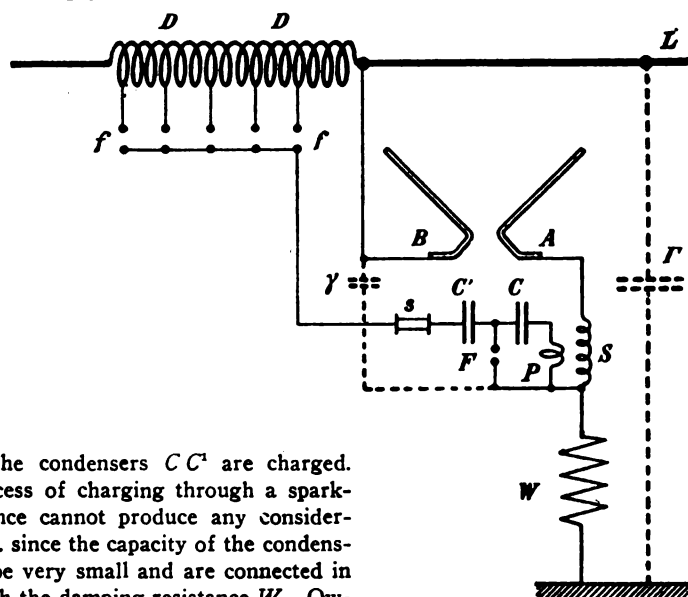 D D
L
f f
B A
γ Γ
C' C
s
F P S
W
he condensers C C¹ are charged.
cess of charging through a spark-
nce cannot produce any consider-
. since the capacity of the condens-
be very small and are connected in
h the damping resistance W. Ow-